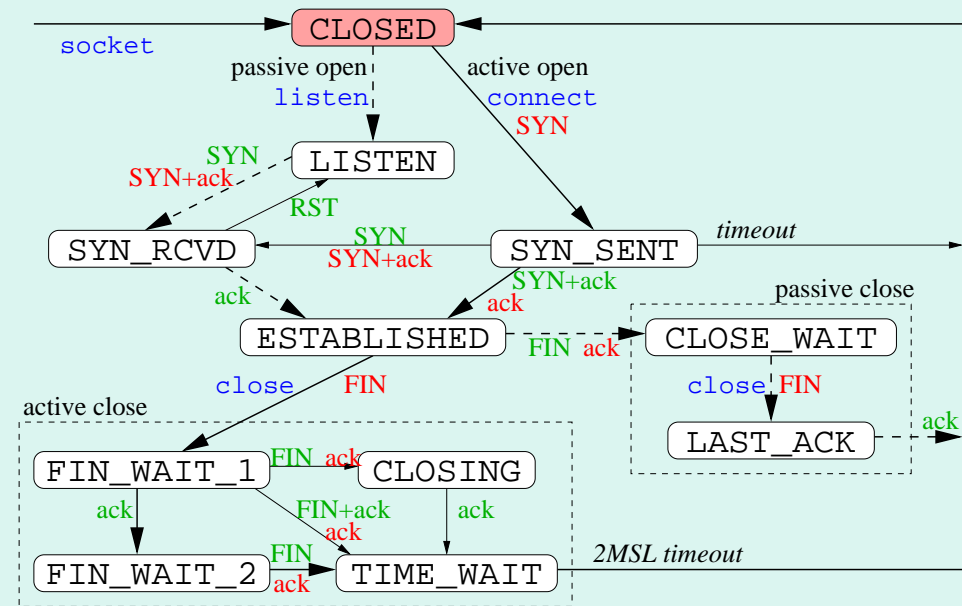 CLOSED
socket
passive open
active open
listen
connect
SYN
LISTEN
SYN
SYN+ack
RST
SYN_RCVD
SYN
SYN+ack
SYN_SENT
timeout
ack
SYN+ack
ack
passive close
ESTABLISHED
FIN ack
CLOSE_WAIT
close FIN
close FIN
active close
LAST_ACK
ack
FIN_WAIT_1
FIN ack
CLOSING
ack
FIN+ack
ack
ack
FIN_WAIT_2
FIN
ack
TIME_WAIT
2MSL timeout